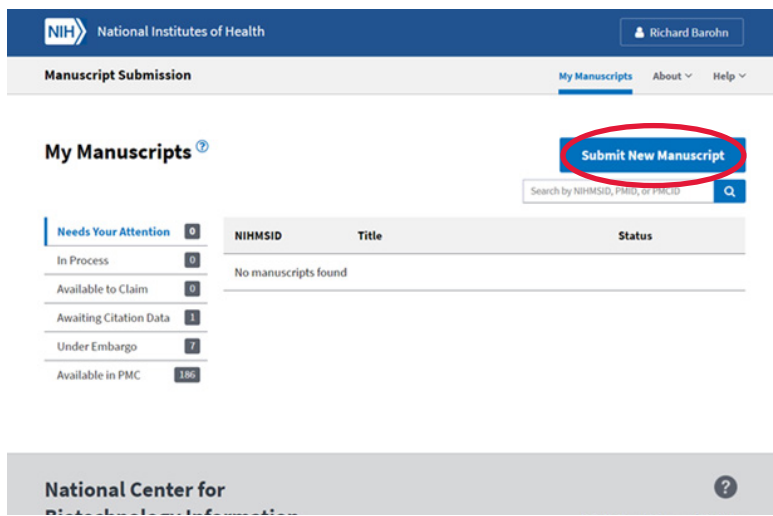 NIH National Institutes of Health
Richard Barohn
Manuscript Submission
My Manuscripts About Help
My Manuscripts ?
Submit New Manuscript
Search by NIHMSID, PMID, or PMCID
Needs Your Attention 0
In Process 0
Available to Claim 0
Awaiting Citation Data 1
Under Embargo 7
Available in PMC 186
NIHMSID Title Status
No manuscripts found
National Center for
Biotechnology Information
?